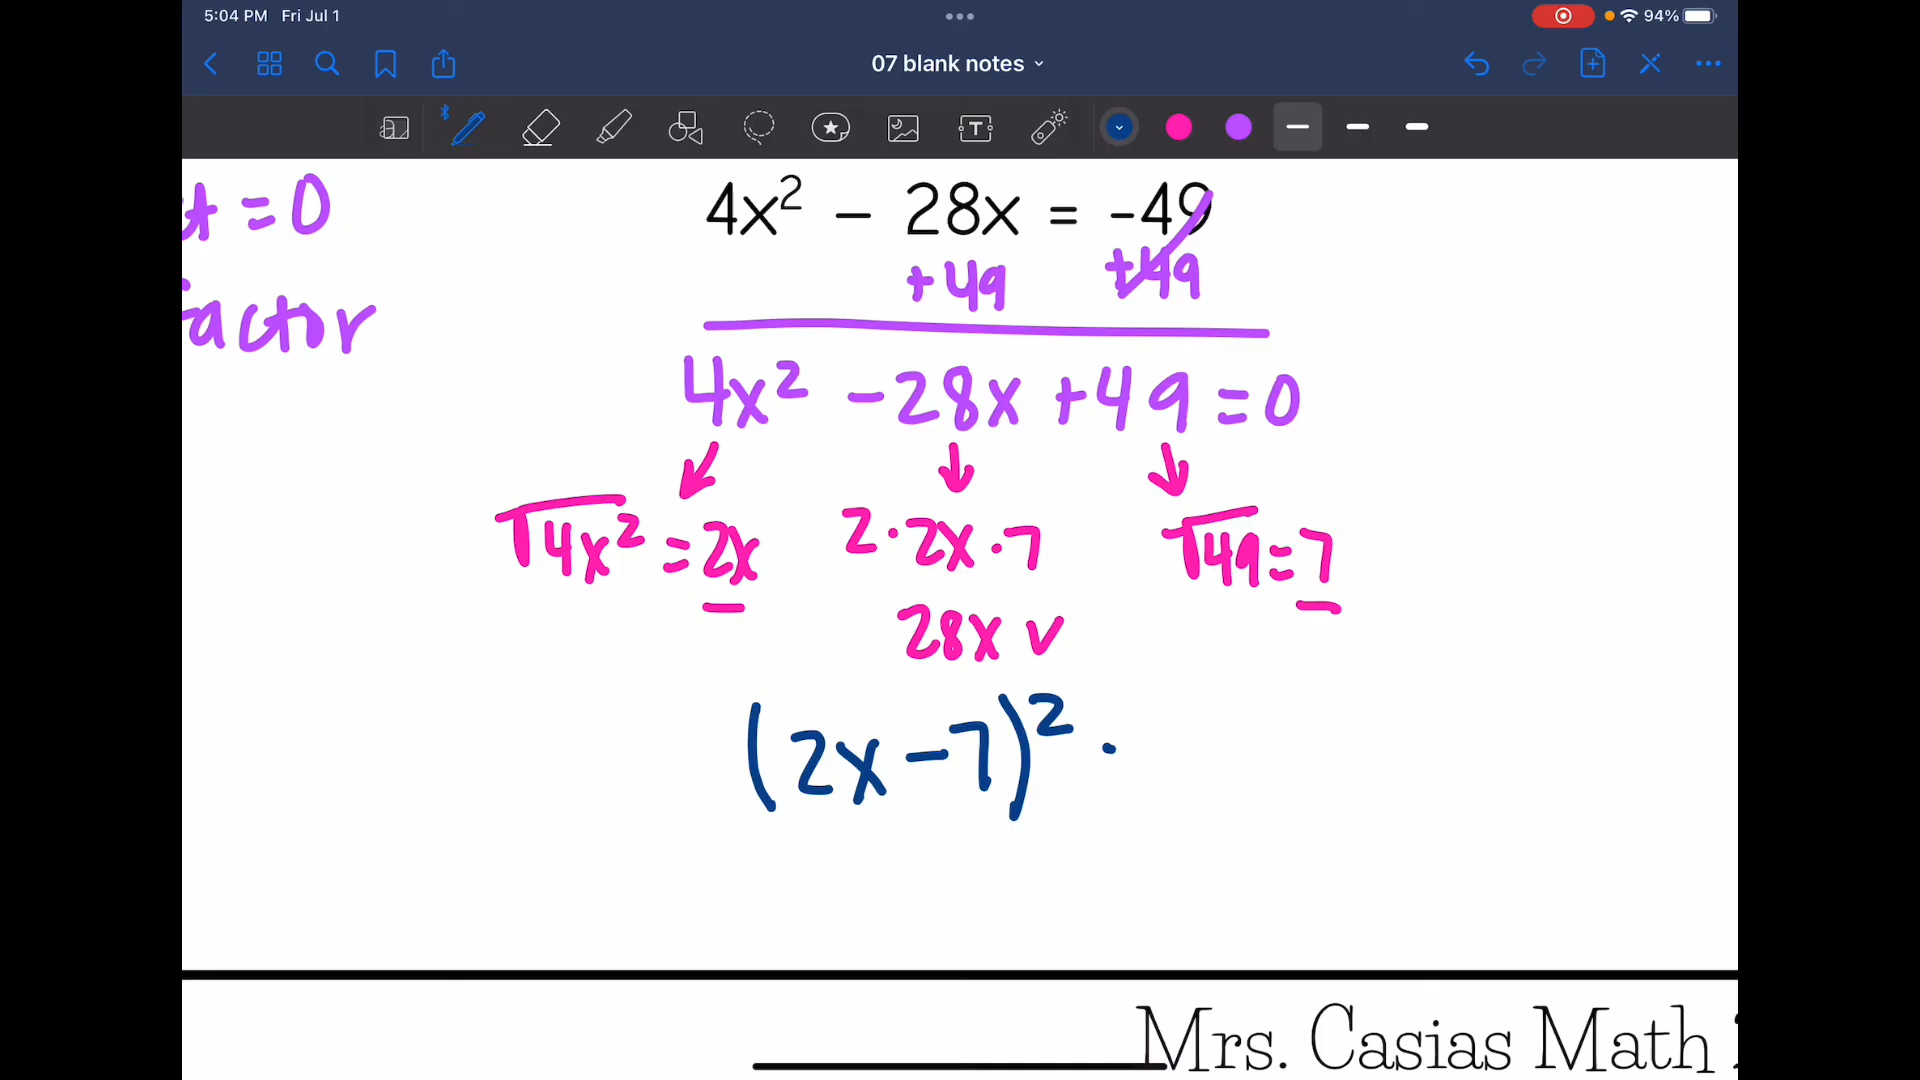 5:04 PM Fri Jul 1
94%
07 blank notes
= 0
factor
4x² – 28x = -49
+49 +49
4x² -28x +49 = 0
√4x² = 2x 2·2x·7 √49 = 7
28x ✓
(2x - 7)²
Mrs. Casias Math